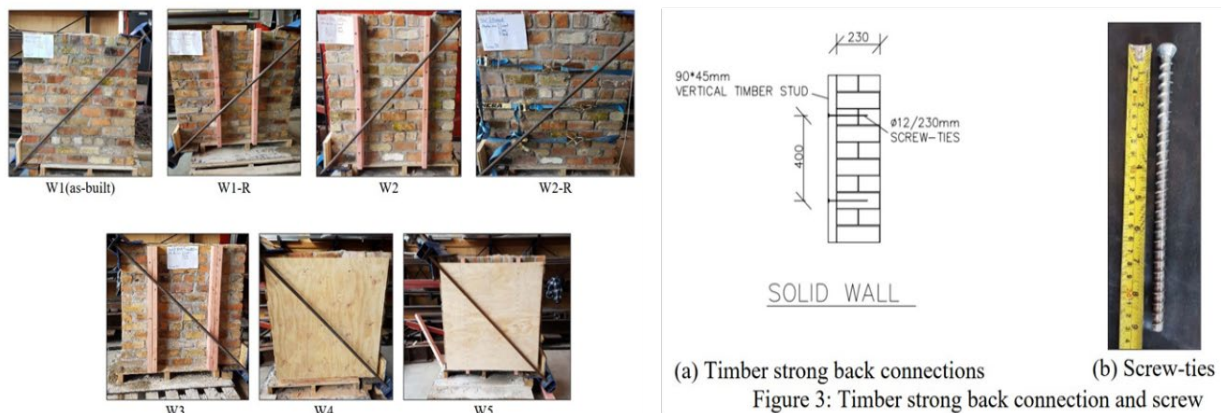 W1(as-built)
W1-R
W2
W2-R
W3
W4
W5
230
90*45mm
VERTICAL TIMBER STUD
ø12/230mm
SCREW-TIES
400
SOLID WALL
(a) Timber strong back connections
(b) Screw-ties
Figure 3: Timber strong back connection and screw